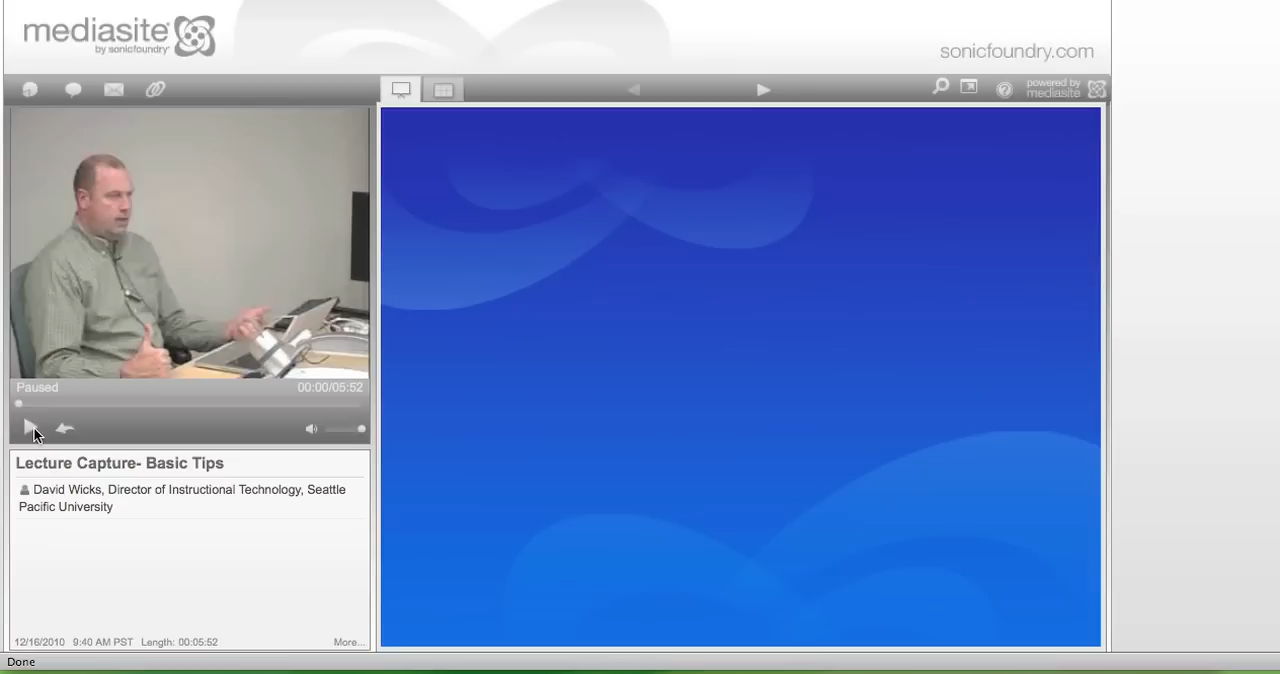 mediasite
by sonicfoundry
sonicfoundry.com
powered by
mediasite
Paused
00:00/05:52
Lecture Capture- Basic Tips
David Wicks, Director of Instructional Technology, Seattle
Pacific University
12/16/2010 9:40 AM PST Length: 00:05:52 More...
Done